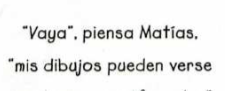 "Vaya", piensa Matías,
"mis dibujos pueden verse